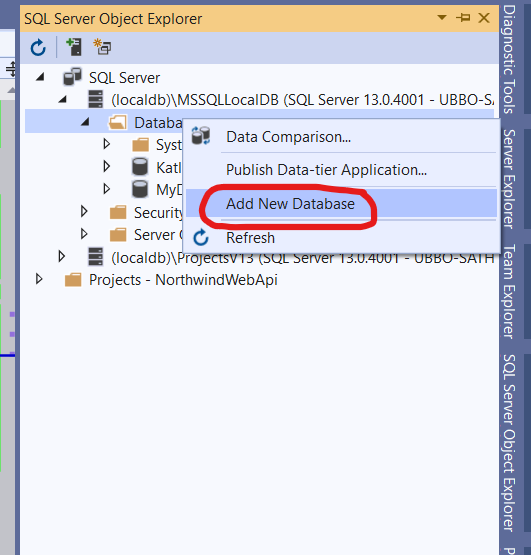 SQL Server Object Explorer
SQL Server
(localdb)\MSSQLLocalDB (SQL Server 13.0.4001 - UBBO-SA
Databa
Data Comparison...
Syst
Publish Data-tier Application...
Katl
Add New Database
MyD
Security
Refresh
Server
(localdb)\ProjectsV13 (SQL Server 13.0.4001 - UBBO-SATH
Projects - NorthwindWebApi
Diagnostic Tools
Server Explorer
Team Explorer
SQL Server Object Explorer